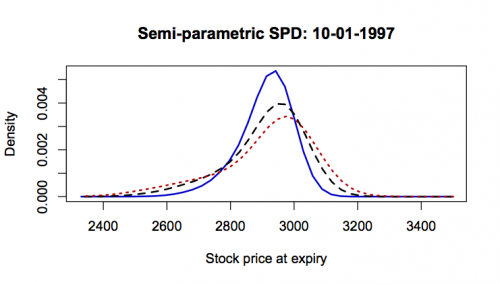 Semi-parametric SPD: 10-01-1997
Density
0.004
0.002
0.000
2400 2600 2800 3000 3200 3400
Stock price at expiry